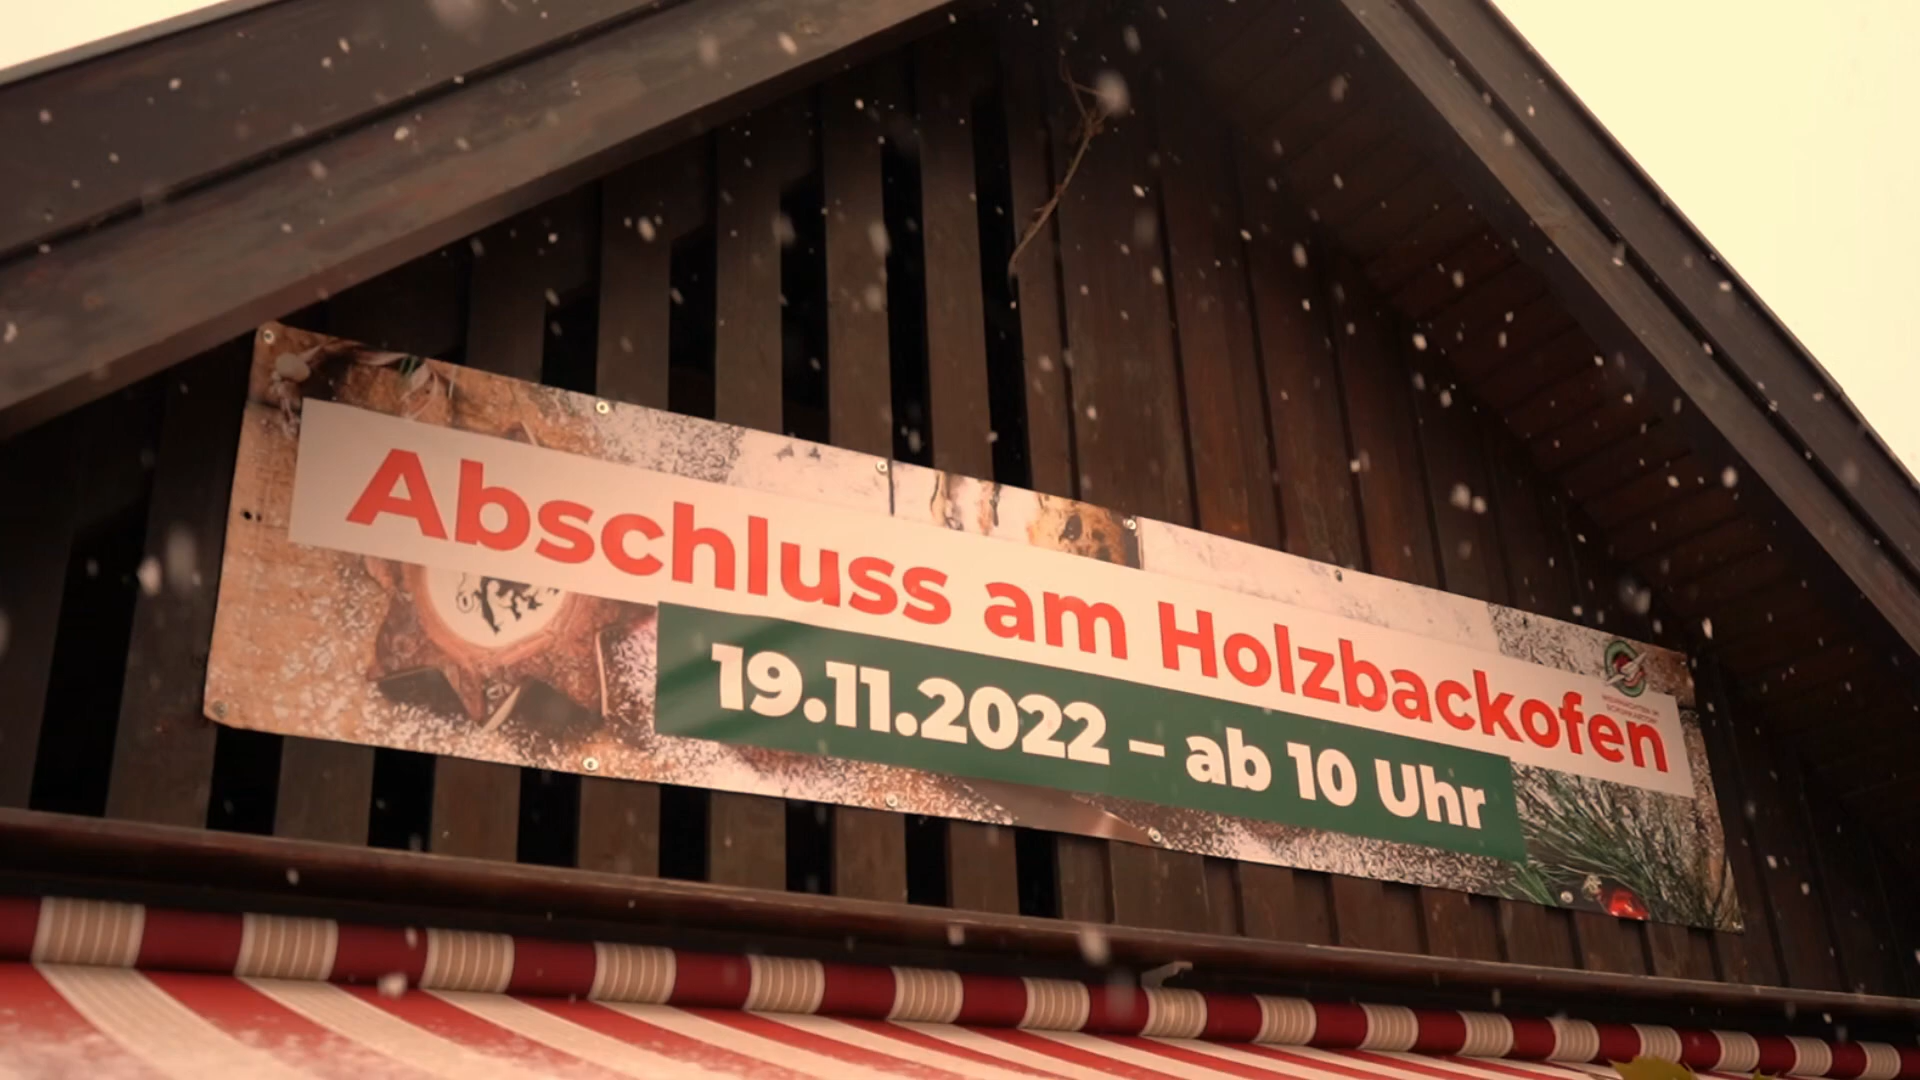 Abschluss am Holzbackofen
19.11.2022 – ab 10 Uhr